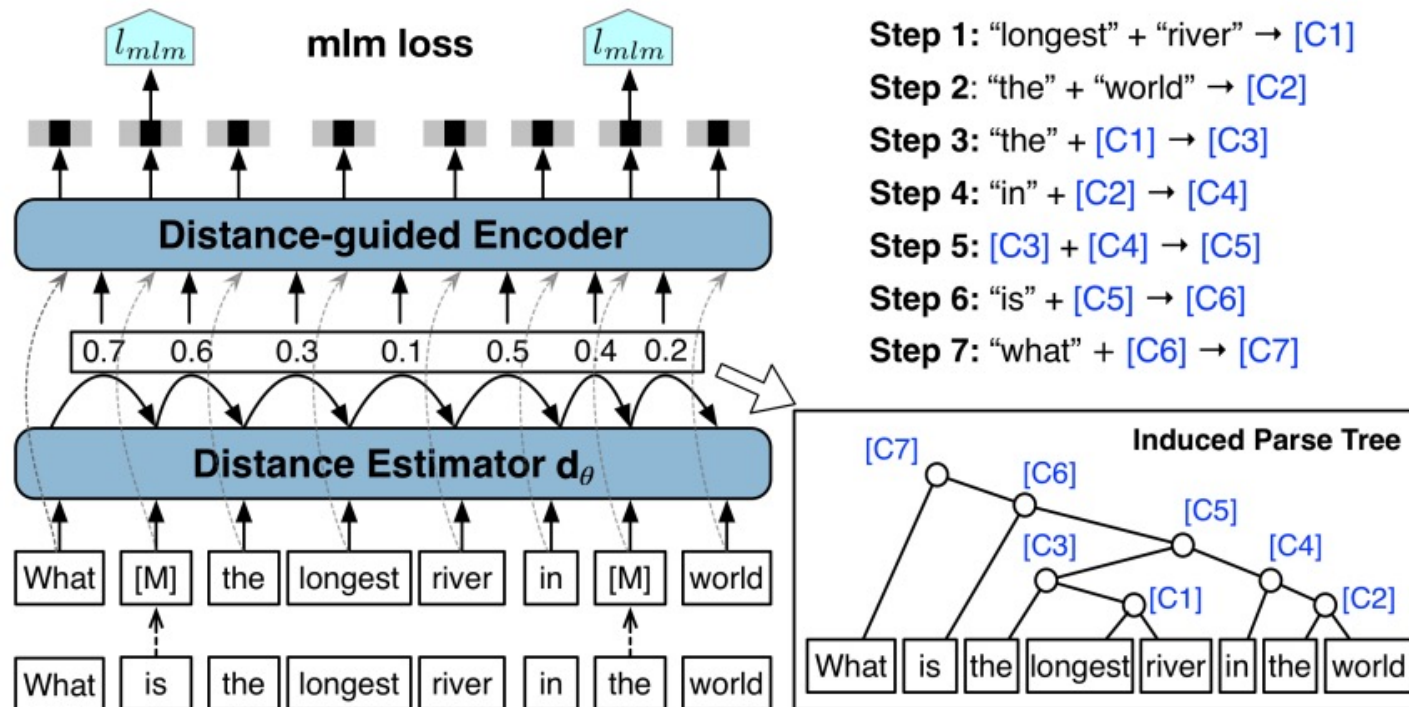 l_mlm mlm loss l_mlm
Distance-guided Encoder
0.7 0.6 0.3 0.1 0.5 0.4 0.2
Distance Estimator d_θ
What [M] the longest river in [M] world
What is the longest river in the world
Step 1: “longest” + “river” → [C1]
Step 2: “the” + “world” → [C2]
Step 3: “the” + [C1] → [C3]
Step 4: “in” + [C2] → [C4]
Step 5: [C3] + [C4] → [C5]
Step 6: “is” + [C5] → [C6]
Step 7: “what” + [C6] → [C7]
Induced Parse Tree
[C7] [C6]
[C5]
[C3] [C4]
[C1] [C2]
What is the longest river in the world